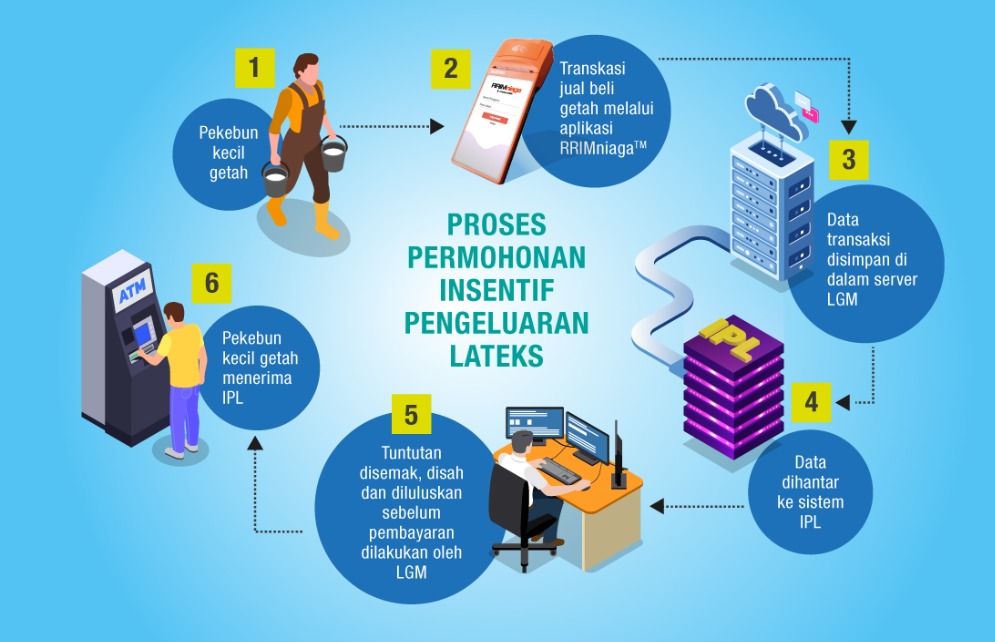 PROSES
PERMOHONAN
INSENTIF
PENGELUARAN
LATEKS
1
Pekebun
kecil
getah
2
RRIMniaga
Transkasi
jual beli
getah melalui
aplikasi
RRIMniaga™
3
Data
transaksi
disimpan di
dalam server
LGM
IPL
4
Data
dihantar
ke sistem
IPL
5
Tuntutan
disemak, disah
dan diluluskan
sebelum
pembayaran
dilakukan oleh
LGM
6
ATM
Pekebun
kecil getah
menerima
IPL